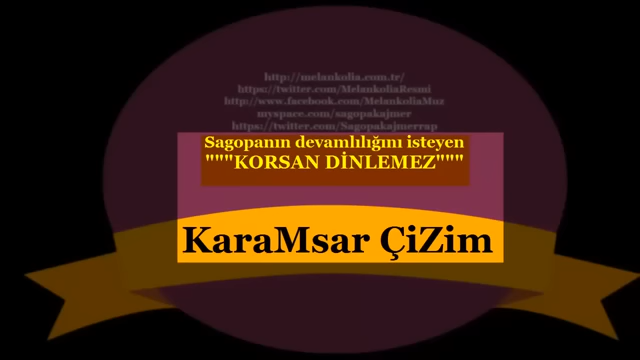 http://melankolia.com.tr/
https://twitter.com/MelankoliaResmi
http://www.facebook.com/MelankoliaMuz
myspace.com/sagopakajmer
https://twitter.com/Sagopakajmerrap
Sagopanın devamlılığını isteyen
"""KORSAN DİNLEMEZ"""
KaraMsar ÇiZim